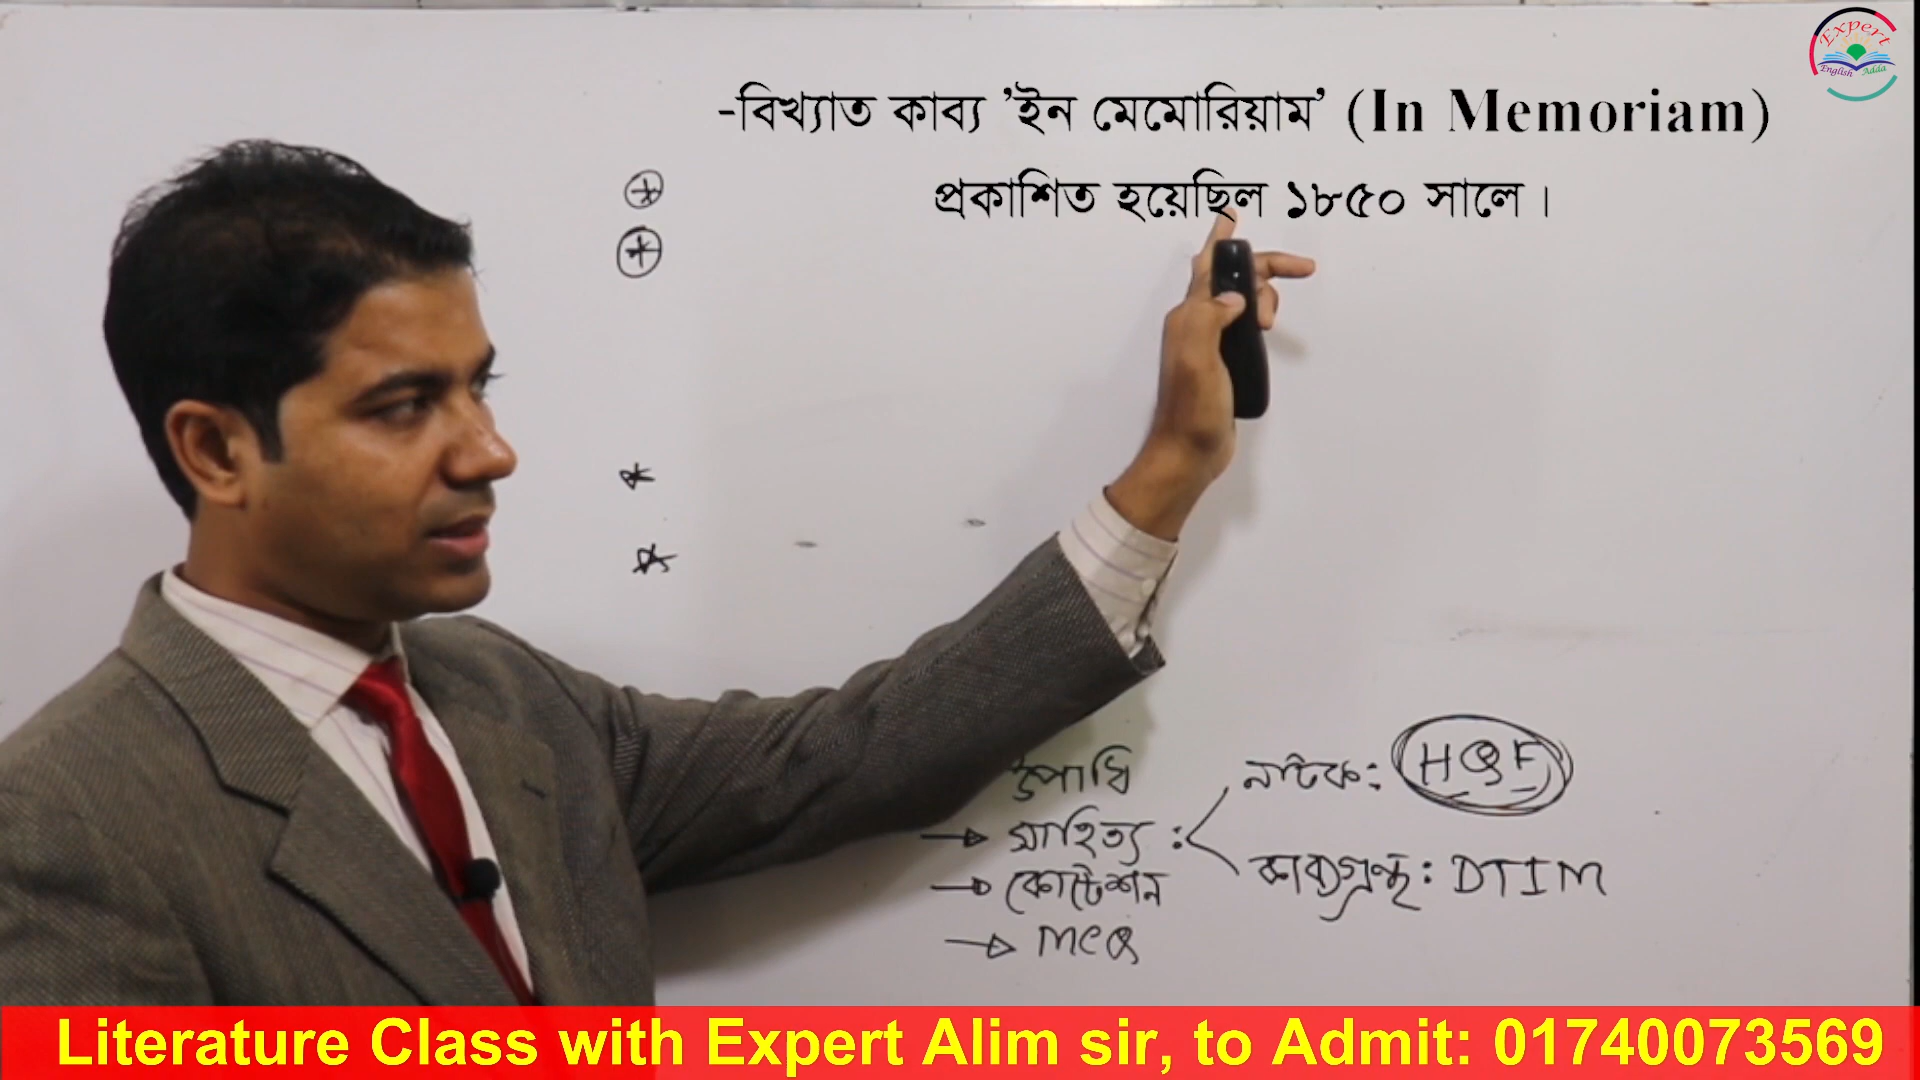 Expert
English Adda
-বিখ্যাত কাব্য ’ইন মেমোরিয়াম’ (In Memoriam)
প্রকাশিত হয়েছিল ১৮৫০ সালে।
উপাধি
সাহিত্য :
কোটেশন
MCQ
নাটক: HQF
কাব্যগ্রন্থ: DTIM
Literature Class with Expert Alim sir, to Admit: 01740073569